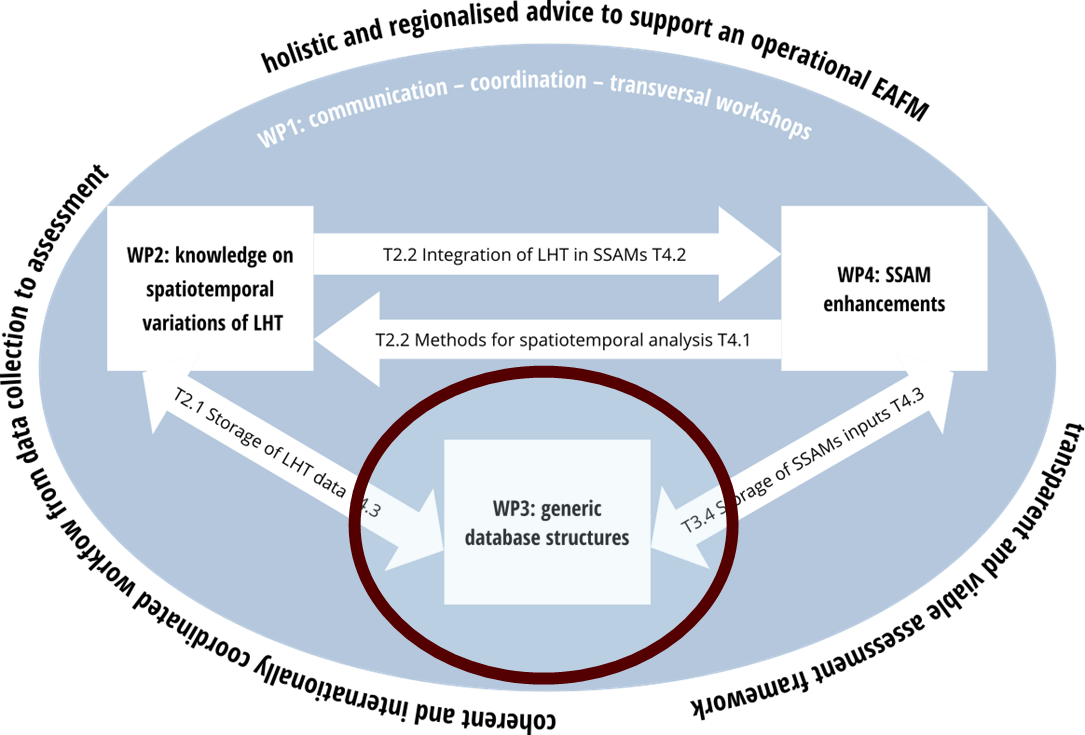 holistic and regionalised advice to support an operational EAFM
WP1: communication – coordination – transversal workshops
WP2: knowledge on
spatiotemporal
variations of LHT
T2.2 Integration of LHT in SSAMs T4.2
WP4: SSAM
enhancements
T2.2 Methods for spatiotemporal analysis T4.1
T2.1 Storage of LHT data .3
T3.4 Storage of SSAMs inputs T4.3
WP3: generic
database structures
coherent and internationally coordinated workflow from data collection to assessment
transparent and viable assessment framework